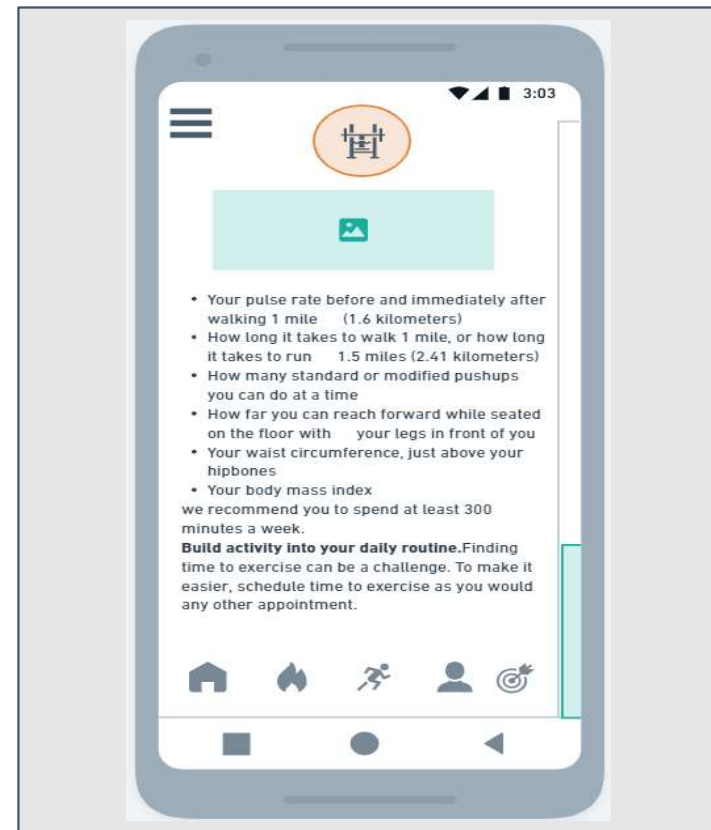 3:03
• Your pulse rate before and immediately after
walking 1 mile (1.6 kilometers)
• How long it takes to walk 1 mile, or how long
it takes to run 1.5 miles (2.41 kilometers)
• How many standard or modified pushups
you can do at a time
• How far you can reach forward while seated
on the floor with your legs in front of you
• Your waist circumference, just above your
hipbones
• Your body mass index
we recommend you to spend at least 300
minutes a week.
Build activity into your daily routine.Finding
time to exercise can be a challenge. To make it
easier, schedule time to exercise as you would
any other appointment.